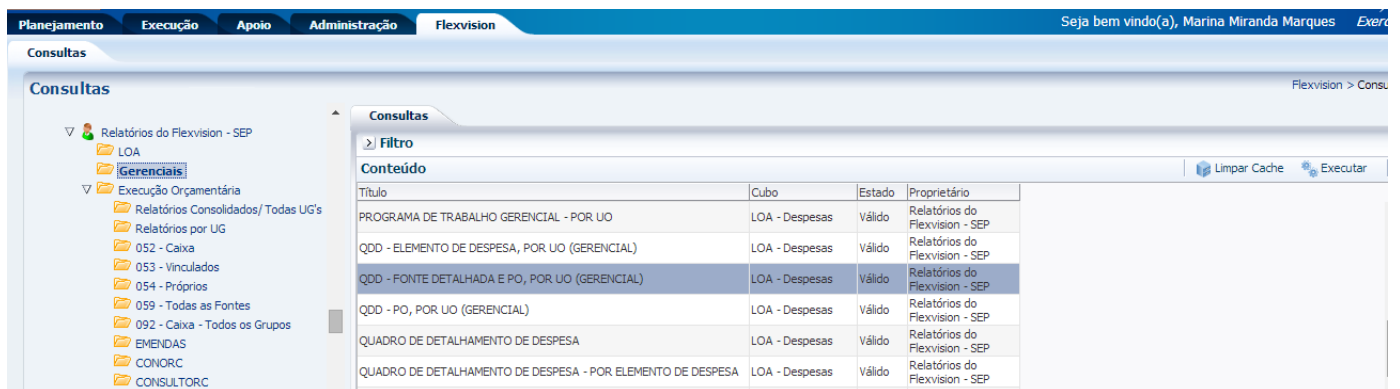 Planejamento Execução Apoio Administração Flexvision
Seja bem vindo(a), Marina Miranda Marques
Consultas
Consultas
Flexvision >
Relatórios do Flexvision - SEP
LOA
Gerenciais
Execução Orçamentária
Relatórios Consolidados/ Todas UG's
Relatórios por UG
052 - Caixa
053 - Vinculados
054 - Próprios
059 - Todas as Fontes
092 - Caixa - Todos os Grupos
EMENDAS
CONORC
CONSULTORC
Consultas
Filtro
Conteúdo
Limpar Cache Executar
Título Cubo Estado Proprietário
PROGRAMA DE TRABALHO GERENCIAL - POR UO LOA - Despesas Válido Relatórios do
Flexvision - SEP
QDD - ELEMENTO DE DESPESA, POR UO (GERENCIAL) LOA - Despesas Válido Relatórios do
Flexvision - SEP
QDD - FONTE DETALHADA E PO, POR UO (GERENCIAL) LOA - Despesas Válido Relatórios do
Flexvision - SEP
QDD - PO, POR UO (GERENCIAL) LOA - Despesas Válido Relatórios do
Flexvision - SEP
QUADRO DE DETALHAMENTO DE DESPESA LOA - Despesas Válido Relatórios do
Flexvision - SEP
QUADRO DE DETALHAMENTO DE DESPESA - POR ELEMENTO DE DESPESA LOA - Despesas Válido Relatórios do
Flexvision - SEP